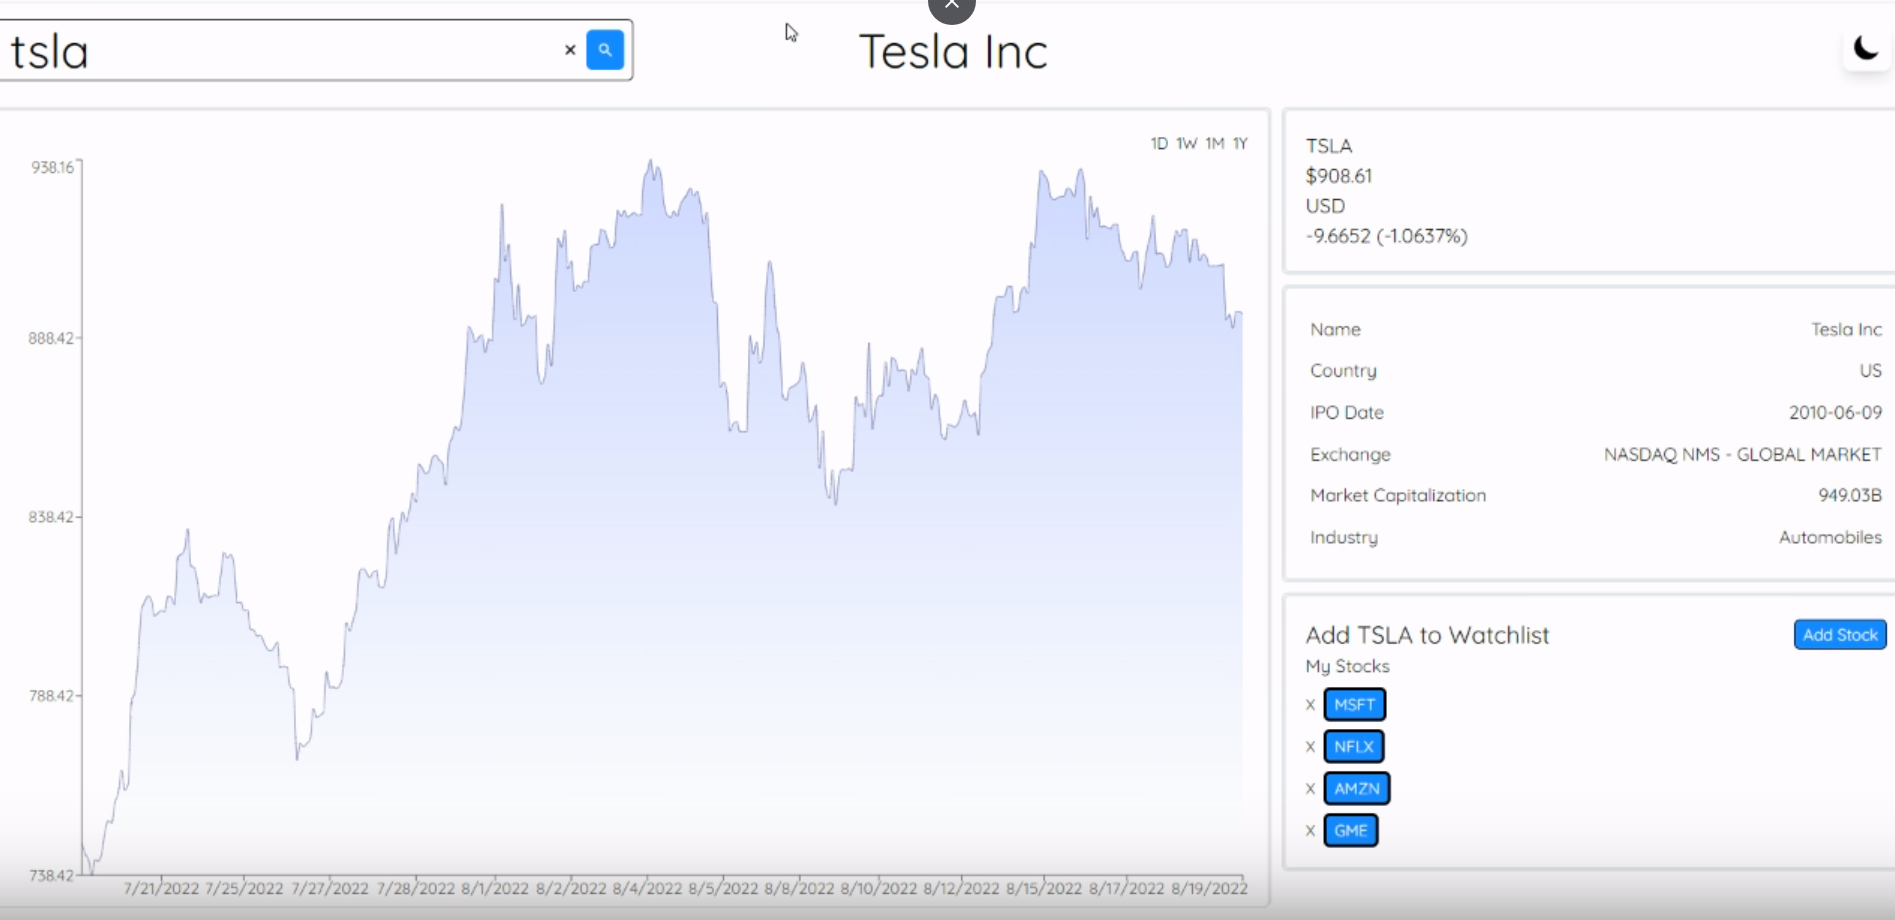 tsla
Tesla Inc
1D 1W 1M 1Y
938.16
888.42
838.42
788.42
738.42
7/21/2022 7/25/2022 7/27/2022 7/28/2022 8/1/2022 8/2/2022 8/4/2022 8/5/2022 8/8/2022 8/10/2022 8/12/2022 8/15/2022 8/17/2022 8/19/2022
TSLA
$908.61
USD
-9.6652 (-1.0637%)
Name Tesla Inc
Country US
IPO Date 2010-06-09
Exchange NASDAQ NMS - GLOBAL MARKET
Market Capitalization 949.03B
Industry Automobiles
Add TSLA to Watchlist Add Stock
My Stocks
X MSFT
X NFLX
X AMZN
X GME